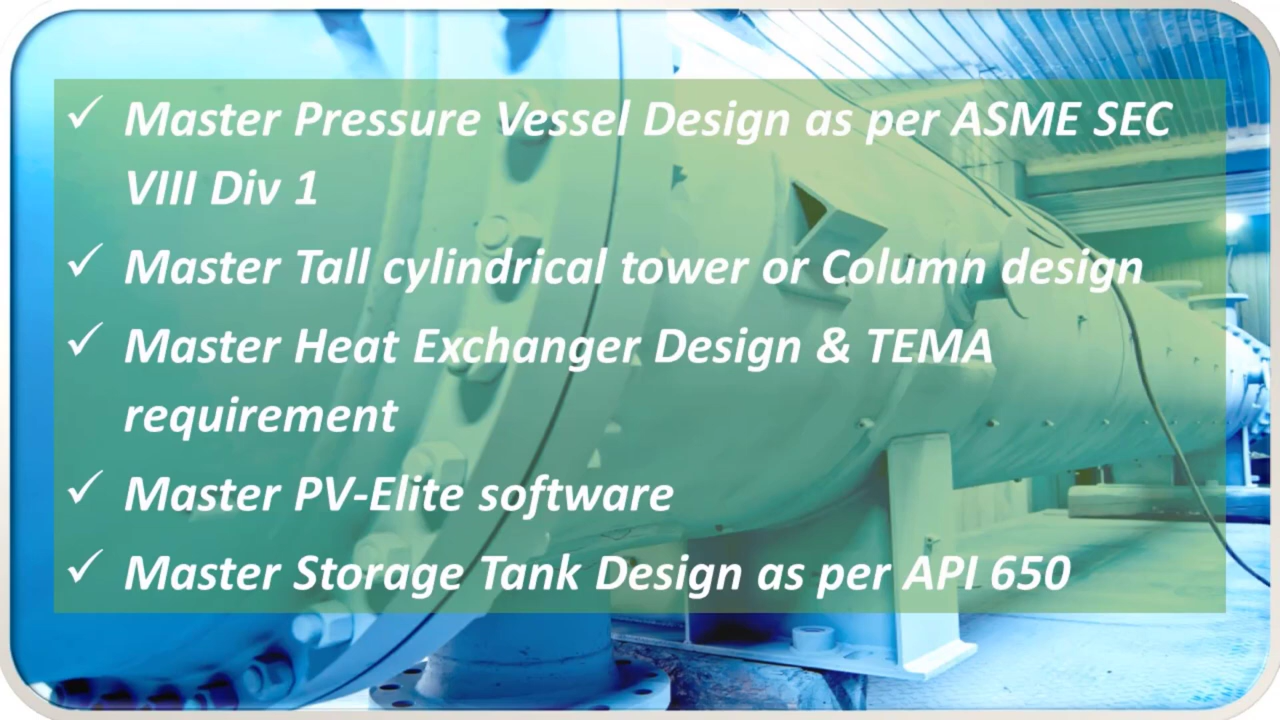 ✓ Master Pressure Vessel Design as per ASME SEC
VIII Div 1
✓ Master Tall cylindrical tower or Column design
✓ Master Heat Exchanger Design & TEMA
requirement
✓ Master PV-Elite software
✓ Master Storage Tank Design as per API 650